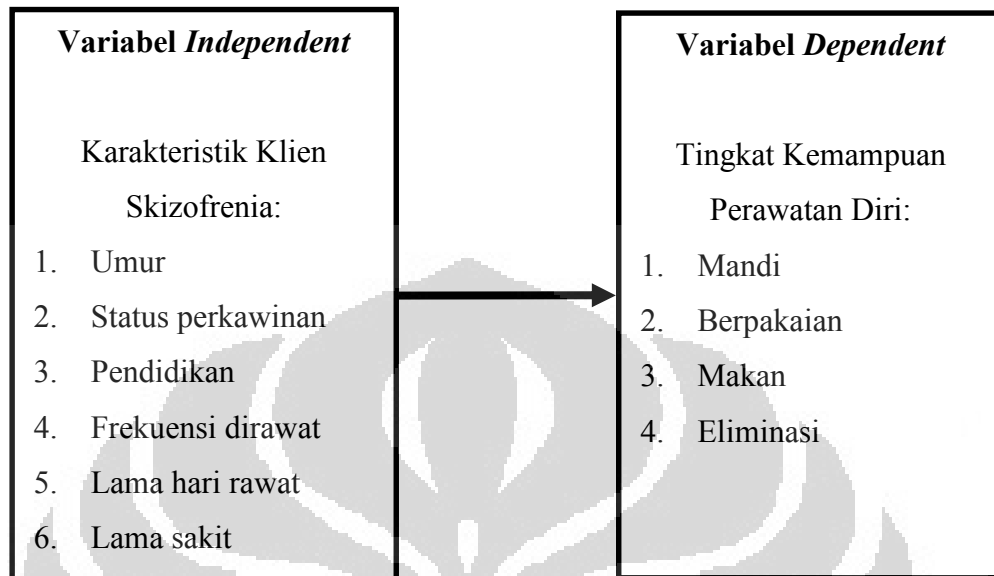 Variabel Independent
Karakteristik Klien
Skizofrenia:
1. Umur
2. Status perkawinan
3. Pendidikan
4. Frekuensi dirawat
5. Lama hari rawat
6. Lama sakit
Variabel Dependent
Tingkat Kemampuan
Perawatan Diri:
1. Mandi
2. Berpakaian
3. Makan
4. Eliminasi